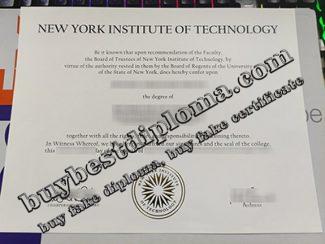 NEW YORK INSTITUTE OF TECHNOLOGY
Be it known that upon recommendation of the Faculty,
the Board of Trustees of New York Institute of Technology, by
virtue of the authority vested in them by the Board of Regents of the University
of the State of New York, does hereby confer upon
the degree of
together with all the
In Witness Whereof, we
our signatures and the seal of the college,
this
day of
buybestdiploma.com
buy fake diploma, buy fake certificate